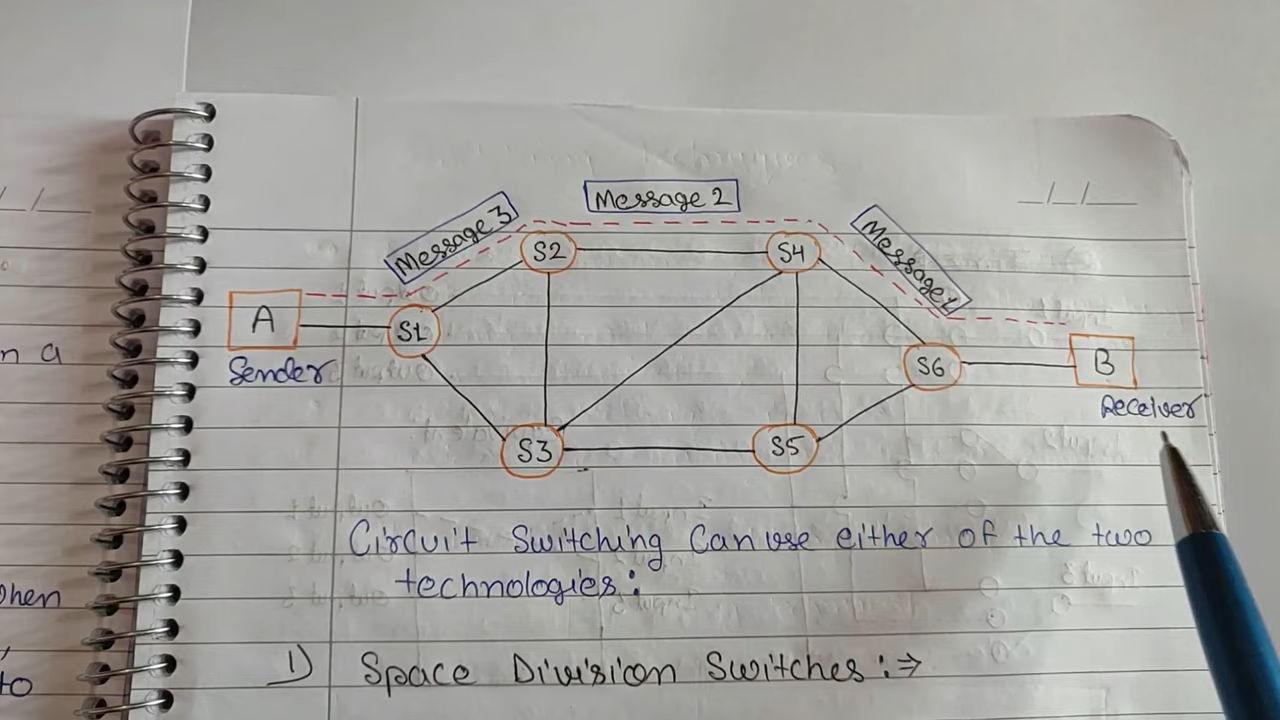 Message 2
Message 3
Message 1
S2
S4
A
S1
Sender
S6
B
Receiver
S3
S5
Circuit Switching Can use either of the two
technologies:
1) Space Division Switches :⇒
n a
to